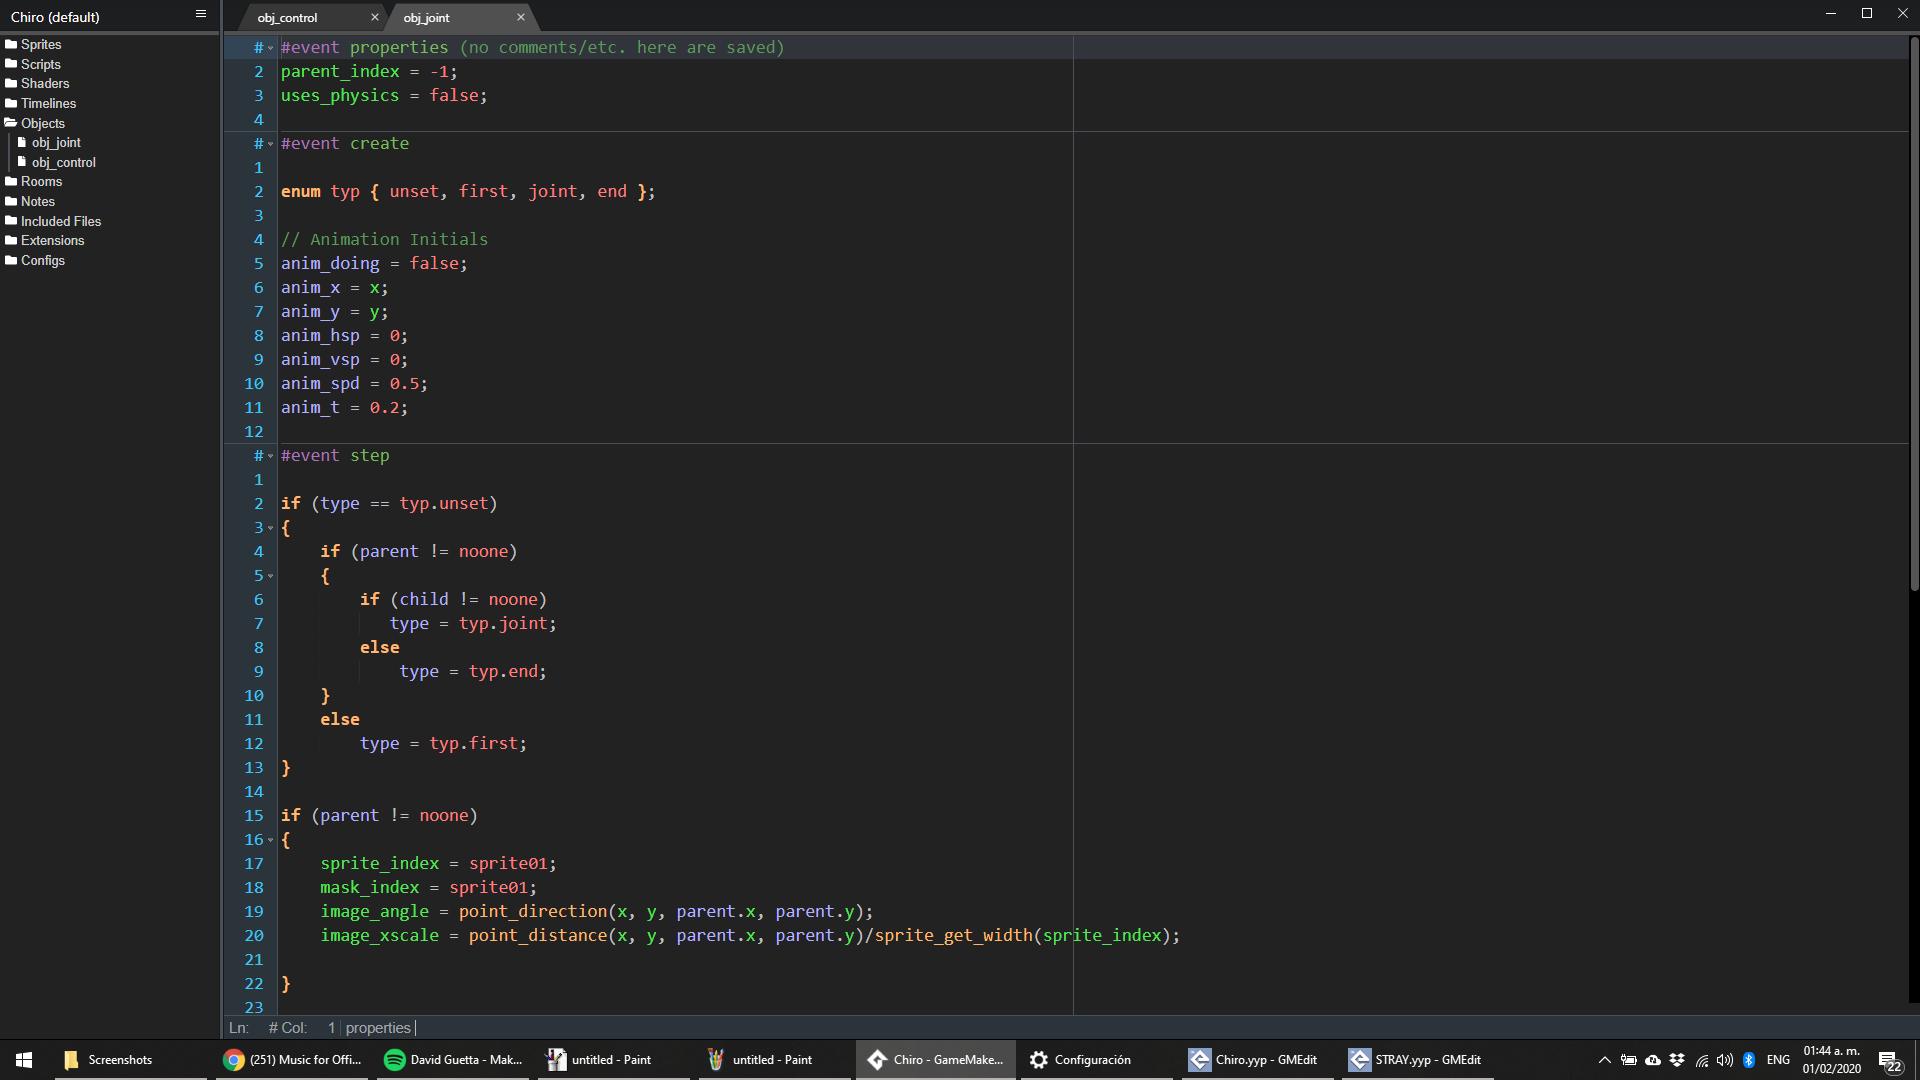 Chiro (default)
obj_control
obj_joint
Sprites
Scripts
Shaders
Timelines
Objects
obj_joint
obj_control
Rooms
Notes
Included Files
Extensions
Configs
# #event properties (no comments/etc. here are saved)
2 parent_index = -1;
3 uses_physics = false;
4
# #event create
1
2 enum typ { unset, first, joint, end };
3
4 // Animation Initials
5 anim_doing = false;
6 anim_x = x;
7 anim_y = y;
8 anim_hsp = 0;
9 anim_vsp = 0;
10 anim_spd = 0.5;
11 anim_t = 0.2;
12
# #event step
1
2 if (type == typ.unset)
3 {
4 if (parent != noone)
5 {
6 if (child != noone)
7 type = typ.joint;
8 else
9 type = typ.end;
10 }
11 else
12 type = typ.first;
13 }
14
15 if (parent != noone)
16 {
17 sprite_index = sprite01;
18 mask_index = sprite01;
19 image_angle = point_direction(x, y, parent.x, parent.y);
20 image_xscale = point_distance(x, y, parent.x, parent.y)/sprite_get_width(sprite_index);
21
22 }
23
Ln: # Col: 1 properties
Screenshots
(251) Music for Offi...
David Guetta - Mak...
untitled - Paint
untitled - Paint
Chiro - GameMake...
Configuración
Chiro.yyp - GMEdit
STRAY.yyp - GMEdit
ENG
01:44 a. m.
01/02/2020
22